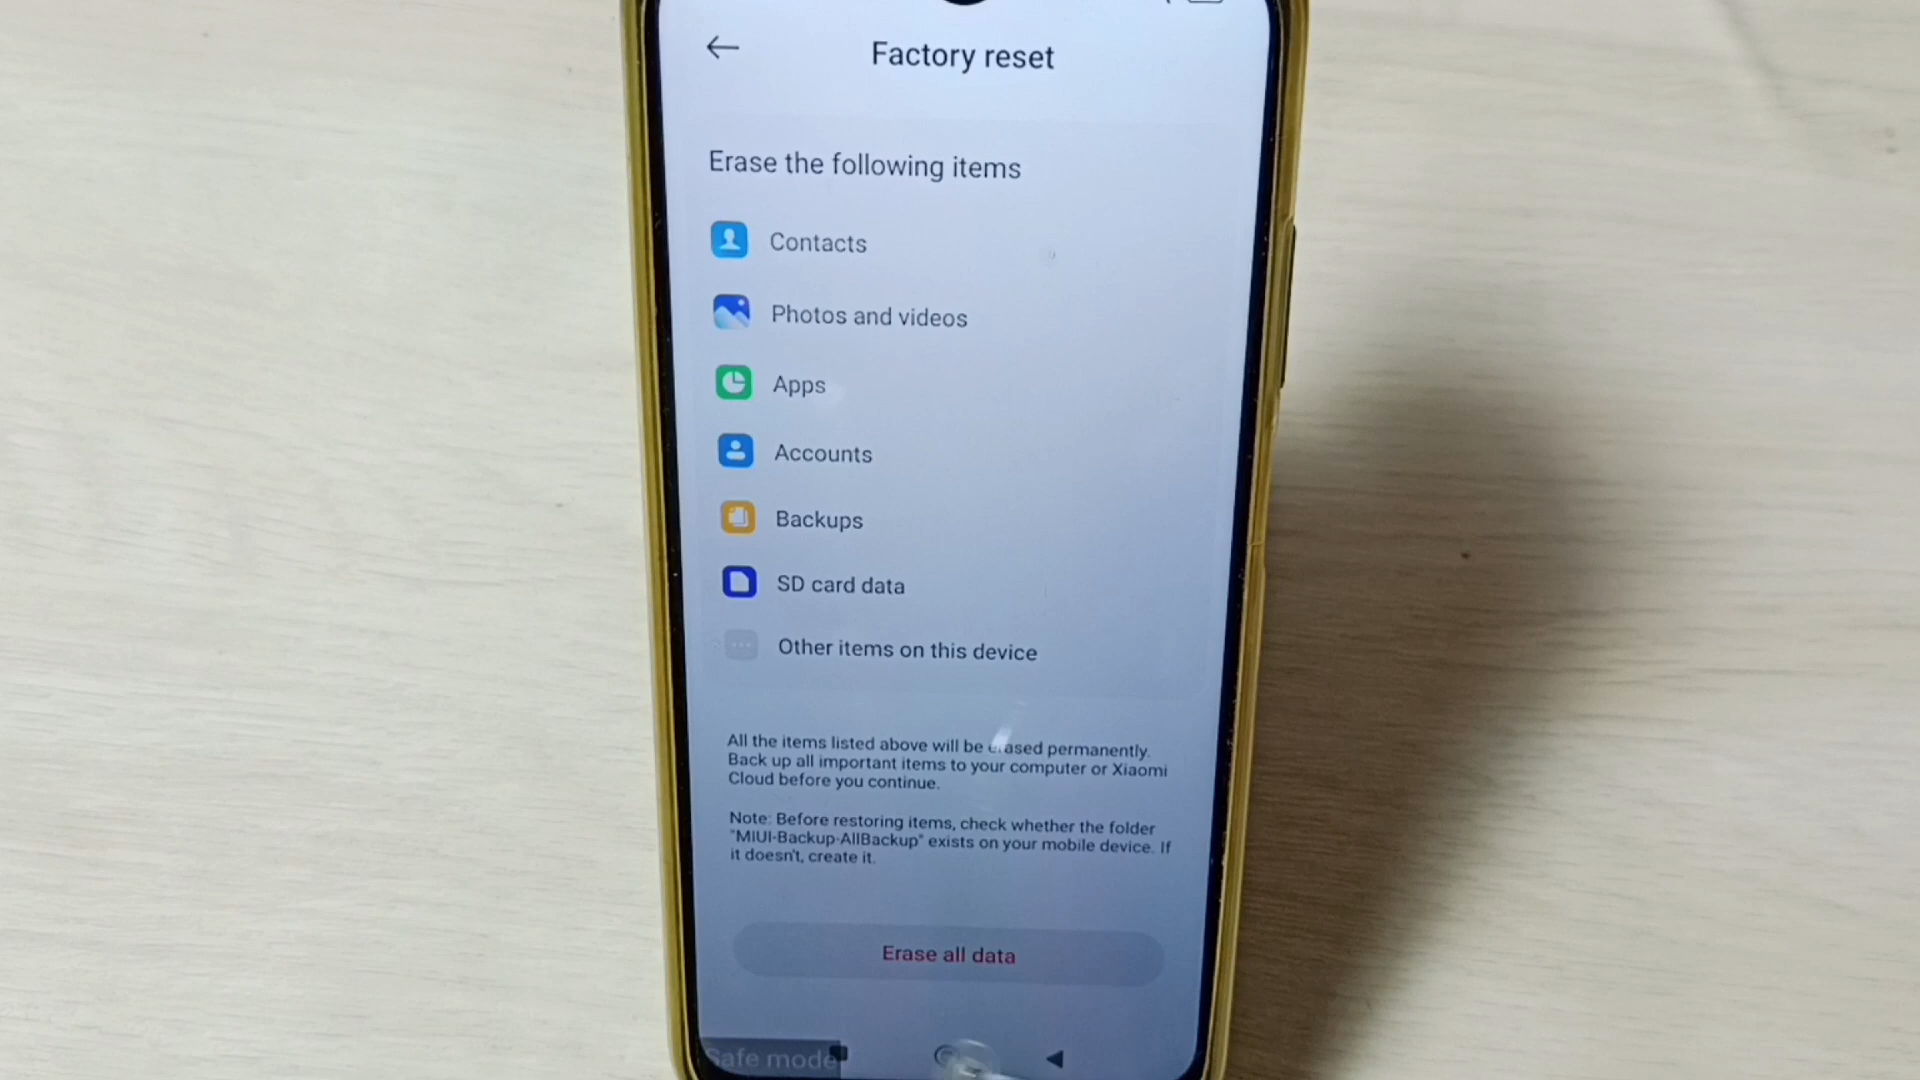 Factory reset
Erase the following items
Contacts
Photos and videos
Apps
Accounts
Backups
SD card data
Other items on this device
All the items listed above will be erased permanently.
Back up all important items to your computer or Xiaomi
Cloud before you continue.
Note: Before restoring items, check whether the folder
"MIUI-Backup-AllBackup" exists on your mobile device. If
it doesn't, create it.
Erase all data
Safe mode